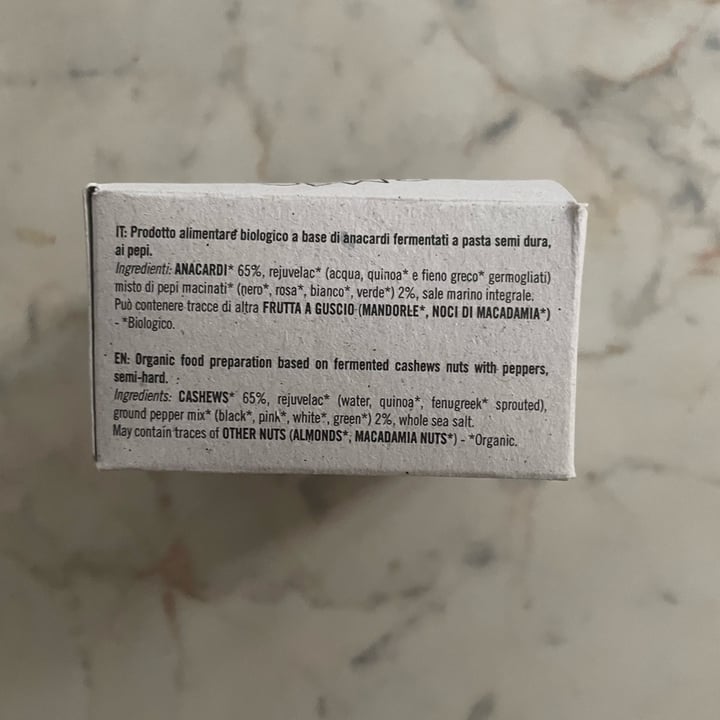 IT: Prodotto alimentare biologico a base di anacardi fermentati a pasta semi dura,
ai pepi.
Ingredienti: ANACARDI* 65%, rejuvelac* (acqua, quinoa* e fieno greco* germogliati)
misto di pepi macinati* (nero*, rosa*, bianco*, verde*) 2%, sale marino integrale.
Può contenere tracce di altra FRUTTA A GUSCIO (MANDORLE*, NOCI DI MACADAMIA*)
- *Biologico.
EN: Organic food preparation based on fermented cashews nuts with peppers,
semi-hard.
Ingredients: CASHEWS* 65%, rejuvelac* (water, quinoa*, fenugreek* sprouted),
ground pepper mix* (black*, pink*, white*, green*) 2%, whole sea salt.
May contain traces of OTHER NUTS (ALMONDS*, MACADAMIA NUTS*) - *Organic.